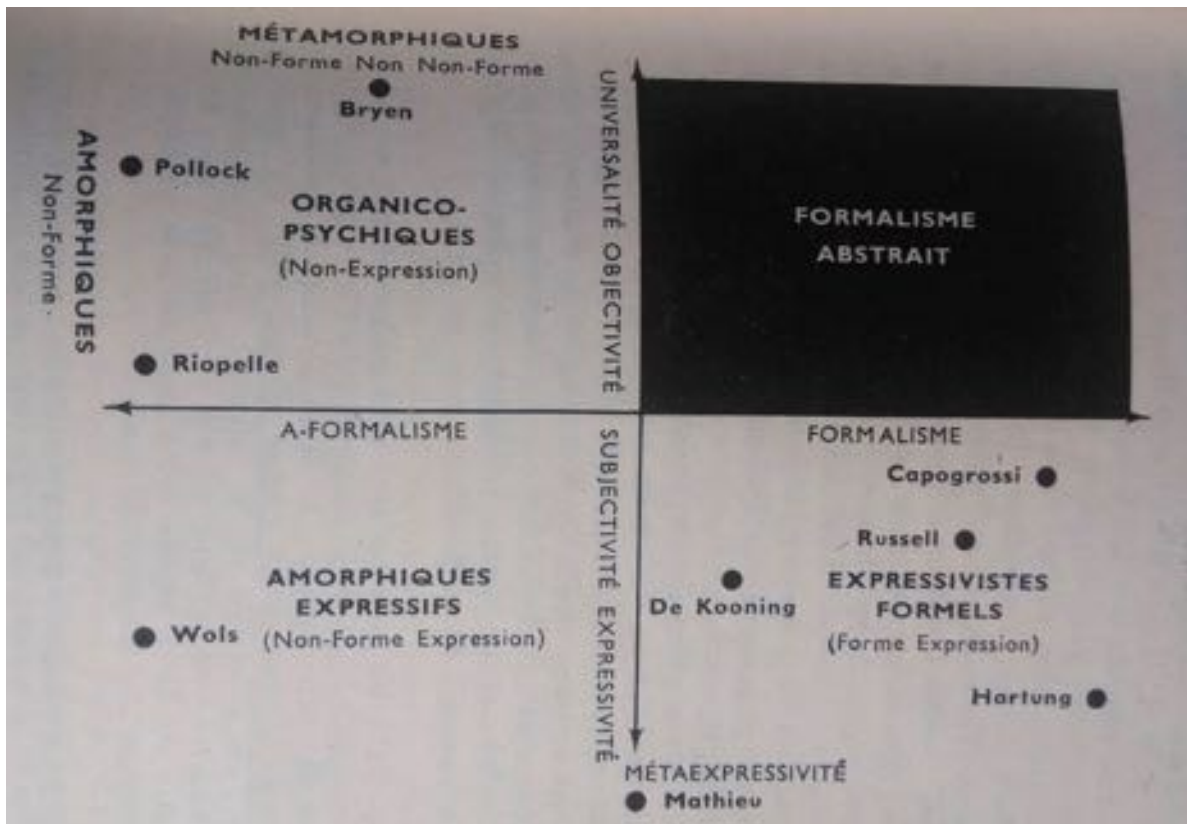 MÉTAMORPHIQUES
Non-Forme Non Non-Forme
Bryen
AMORPHIQUES
Non-Forme.
Pollock
ORGANICO-
PSYCHIQUES
(Non-Expression)
Riopelle
UNIVERSALITÉ OBJECTIVITÉ
FORMALISME
ABSTRAIT
A-FORMALISME
FORMALISME
SUBJECTIVITÉ EXPRESSIVITÉ
Capogrossi
Russell
AMORPHIQUES
EXPRESSIFS
(Non-Forme Expression)
Wols
De Kooning
EXPRESSIVISTES
FORMELS
(Forme Expression)
Hartung
MÉTAEXPRESSIVITÉ
Mathieu